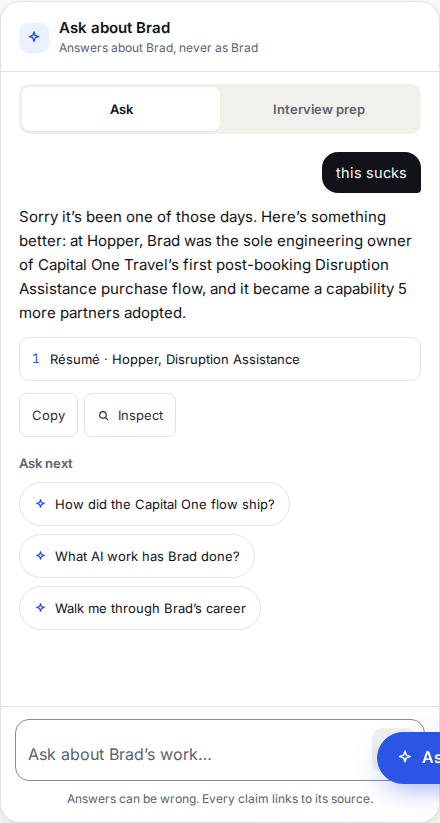 Ask about Brad
Answers about Brad, never as Brad
Ask
Interview prep
this sucks
Sorry it’s been one of those days. Here’s something
better: at Hopper, Brad was the sole engineering owner
of Capital One Travel’s first post-booking Disruption
Assistance purchase flow, and it became a capability 5
more partners adopted.
1 Résumé · Hopper, Disruption Assistance
Copy
Inspect
Ask next
How did the Capital One flow ship?
What AI work has Brad done?
Walk me through Brad’s career
Ask about Brad’s work...
Answers can be wrong. Every claim links to its source.